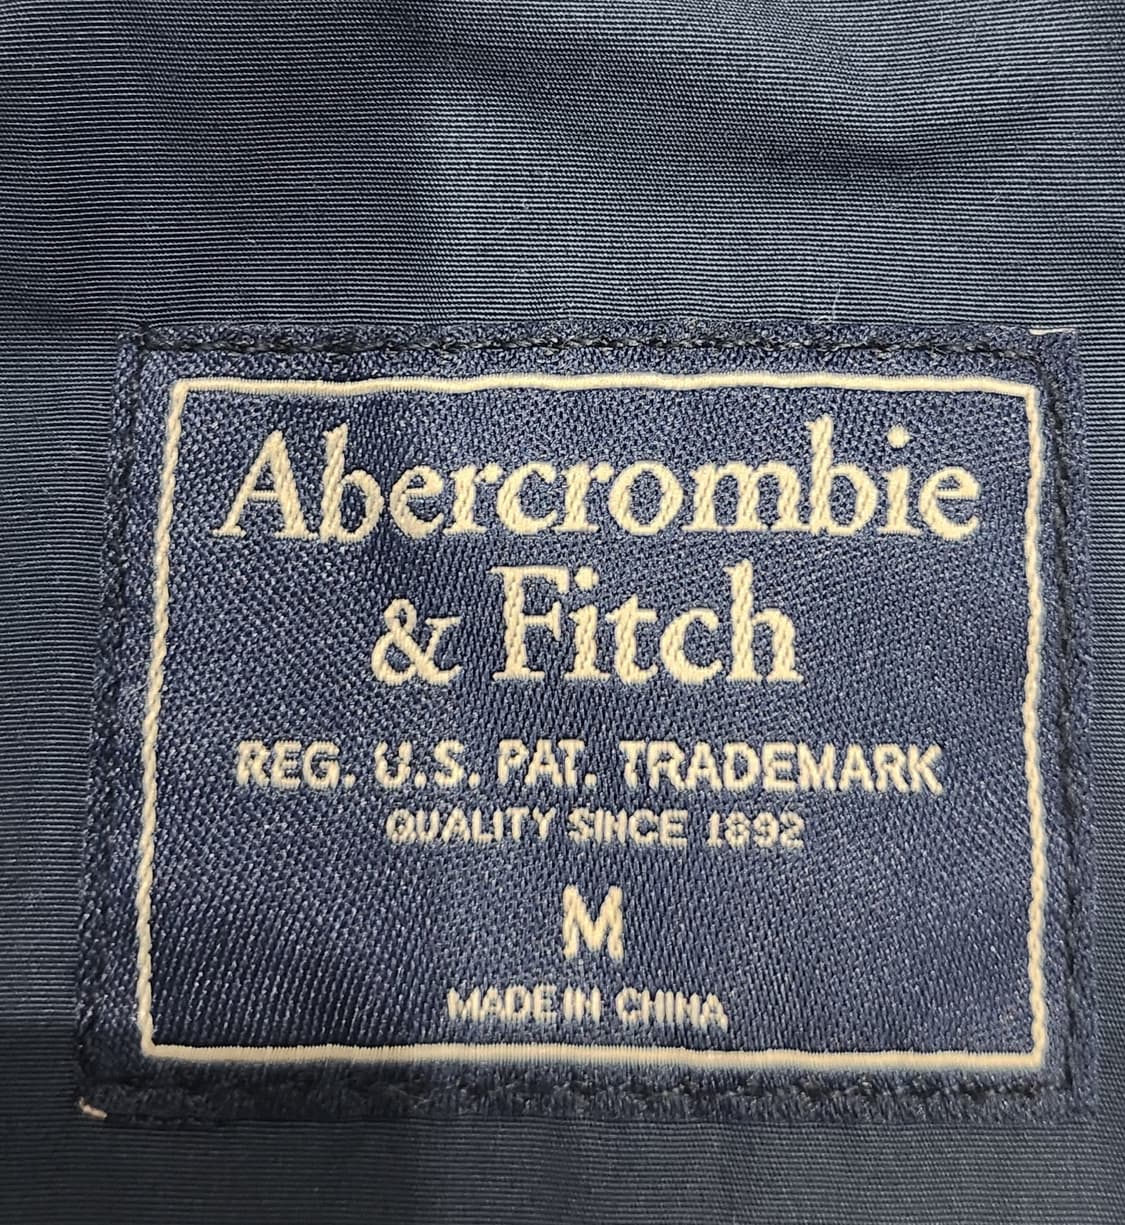 Abercrombie
& Fitch
REG. U.S. PAT. TRADEMARK
QUALITY SINCE 1892
M
MADE IN CHINA